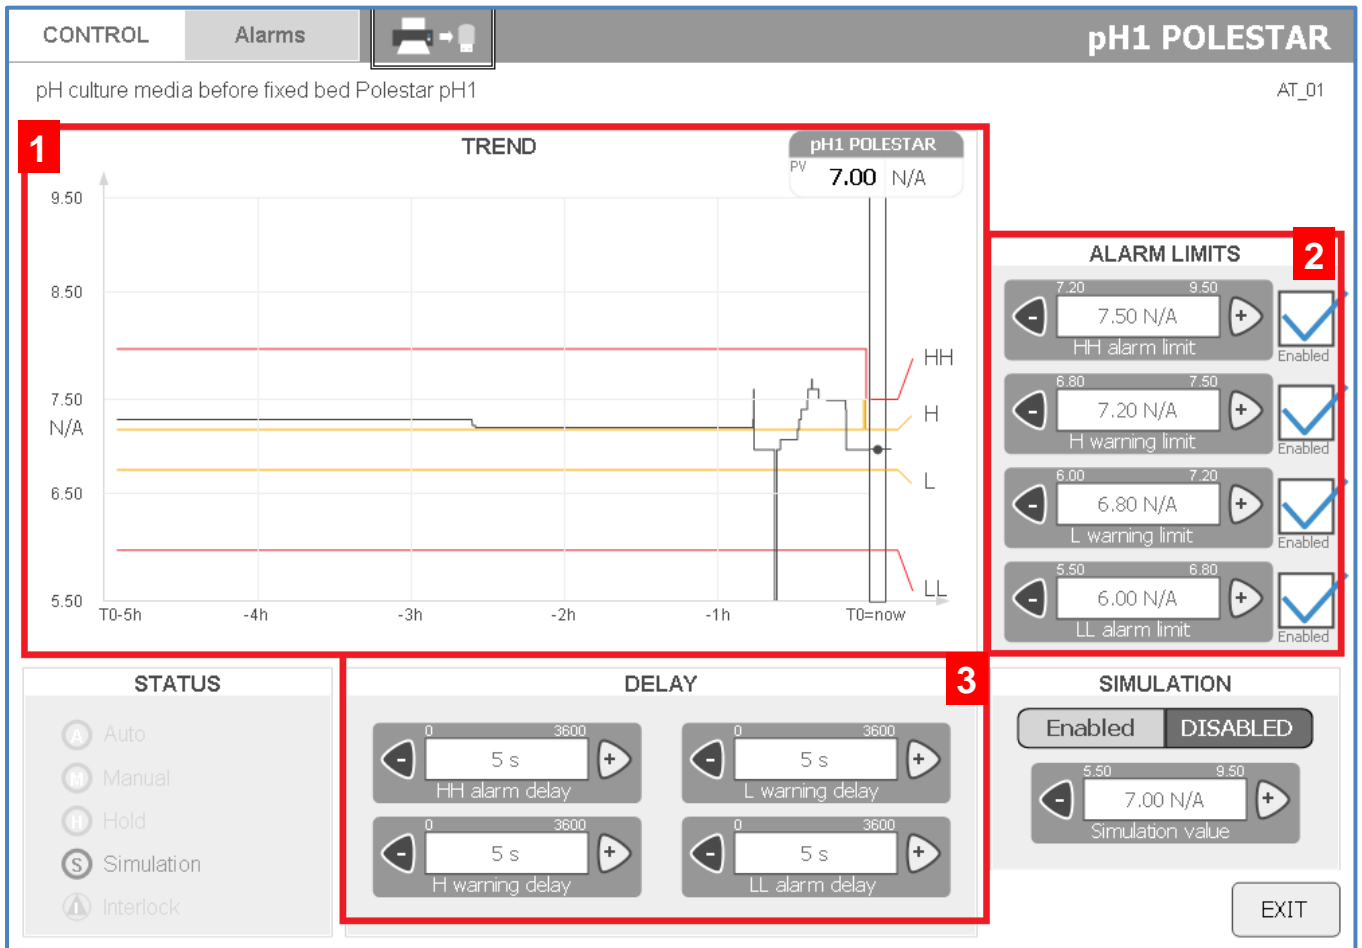 CONTROL
Alarms
pH1 POLESTAR
pH culture media before fixed bed Polestar pH1
AT_01
1
TREND
pH1 POLESTAR
PV 7.00 N/A
9.50
8.50
7.50
N/A
6.50
5.50
HH
H
L
LL
T0-5h -4h -3h -2h -1h T0=now
2
ALARM LIMITS
7.20 9.50
- 7.50 N/A +
HH alarm limit
Enabled
6.80 7.50
- 7.20 N/A +
H warning limit
Enabled
6.00 7.20
- 6.80 N/A +
L warning limit
Enabled
5.50 6.80
- 6.00 N/A +
LL alarm limit
Enabled
STATUS
A Auto
M Manual
H Hold
S Simulation
I Interlock
3
DELAY
0 3600
- 5 s +
HH alarm delay
0 3600
- 5 s +
L warning delay
0 3600
- 5 s +
H warning delay
0 3600
- 5 s +
LL alarm delay
SIMULATION
Enabled DISABLED
5.50 9.50
- 7.00 N/A +
Simulation value
EXIT